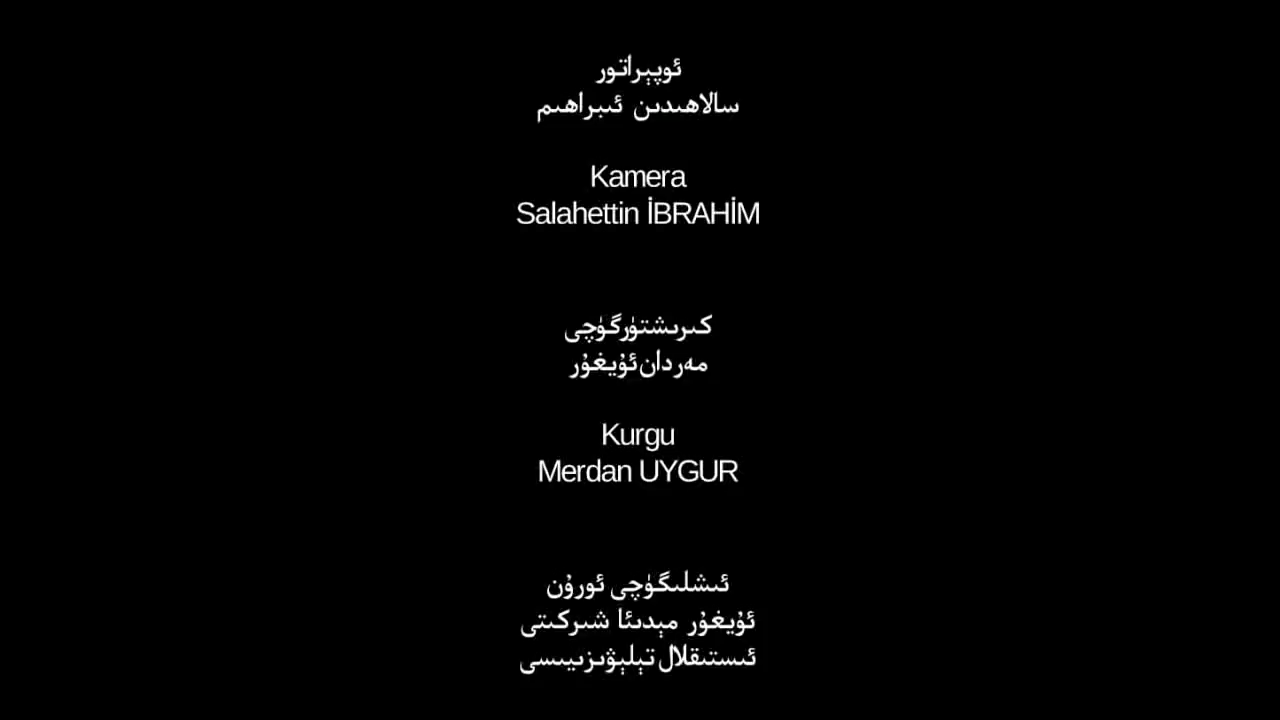 ئوپېراتور
سالاھىدىن ئىبراھىم
Kamera
Salahettin İBRAHİM
كىرىشتۈرگۈچى
مەردان ئۇيغۇر
Kurgu
Merdan UYGUR
ئىشلىگۈچى ئورۇن
ئۇيغۇر مېدىئا شىركىتى
ئىستىقلال تېلېۋىزىيىسى